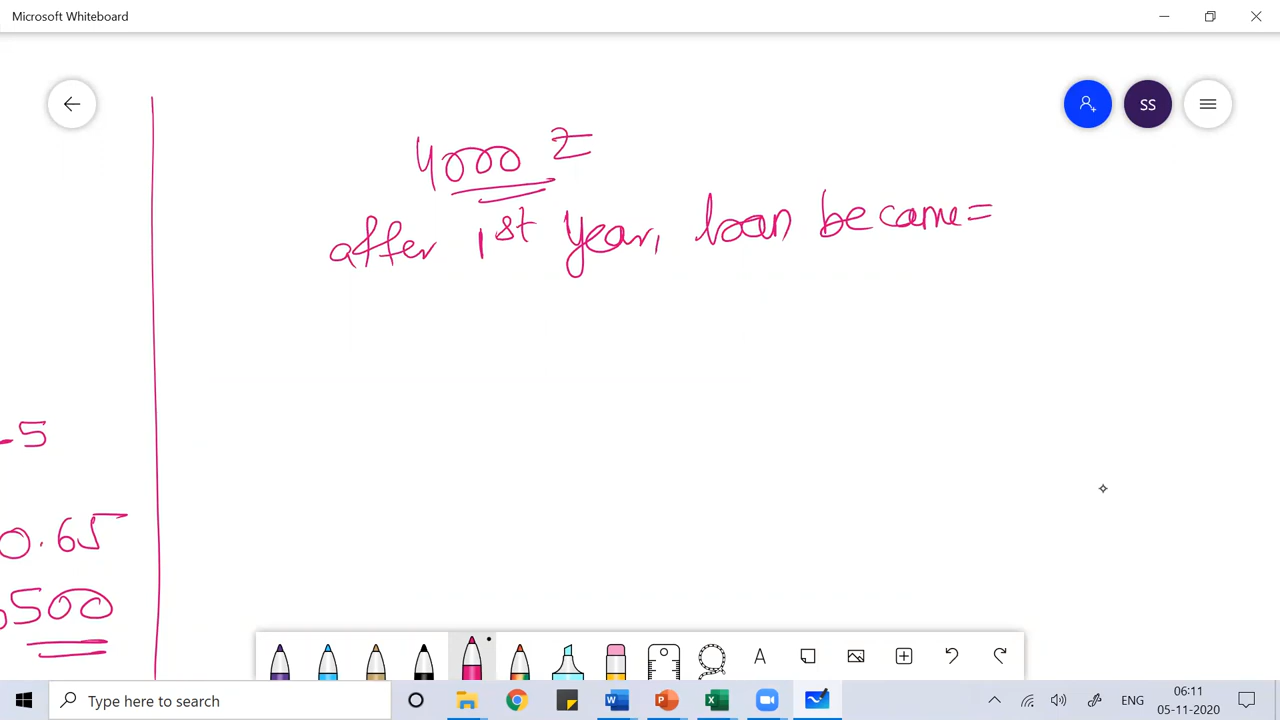 Microsoft Whiteboard
SS
4000 Z
after 1st year, loan became=
-5
0.65
500
A
Type here to search
ENG
06:11
05-11-2020